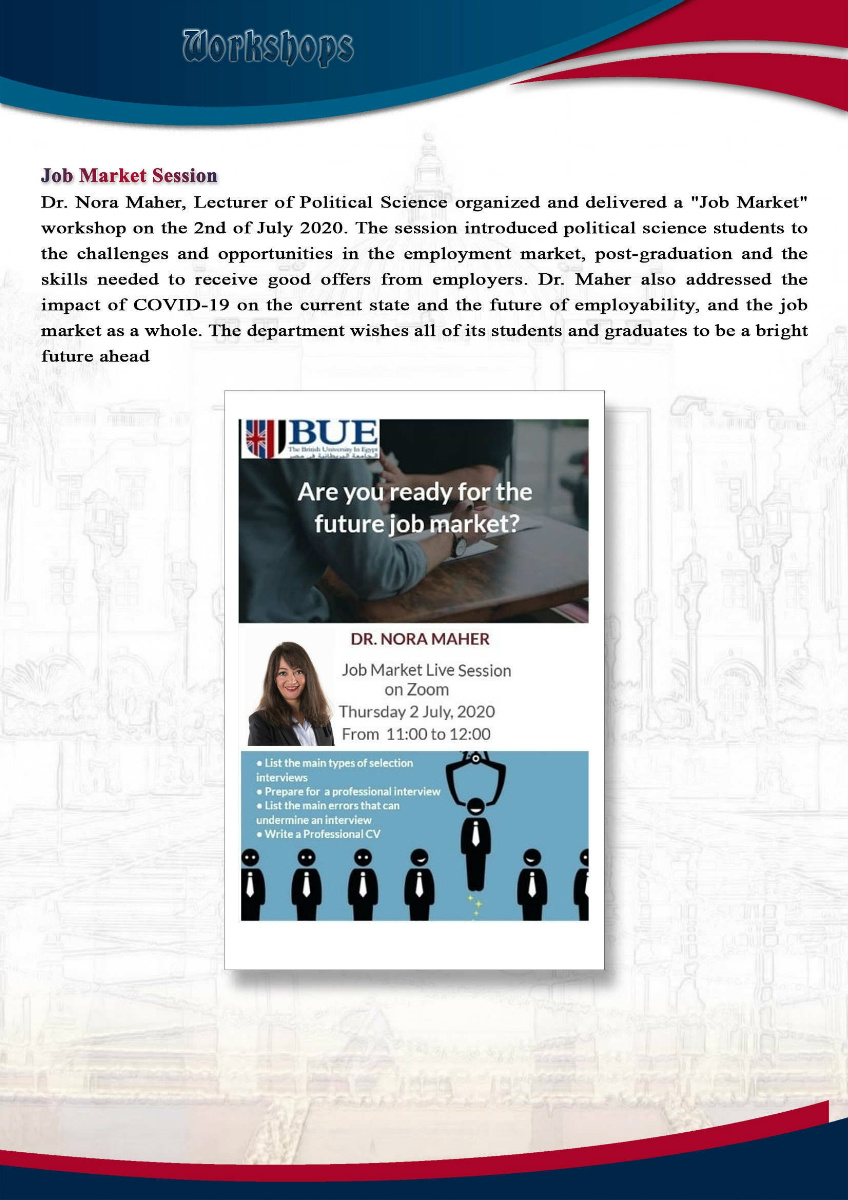 Workshops
Job Market Session
Dr. Nora Maher, Lecturer of Political Science organized and delivered a "Job Market"
workshop on the 2nd of July 2020. The session introduced political science students to
the challenges and opportunities in the employment market, post-graduation and the
skills needed to receive good offers from employers. Dr. Maher also addressed the
impact of COVID-19 on the current state and the future of employability, and the job
market as a whole. The department wishes all of its students and graduates to be a bright
future ahead
BUE
The British University In Egypt
الجامعة البريطانية في مصر
Are you ready for the
future job market?
DR. NORA MAHER
Job Market Live Session
on Zoom
Thursday 2 July, 2020
From 11:00 to 12:00
• List the main types of selection
interviews
• Prepare for a professional interview
• List the main errors that can
undermine an interview
• Write a Professional CV